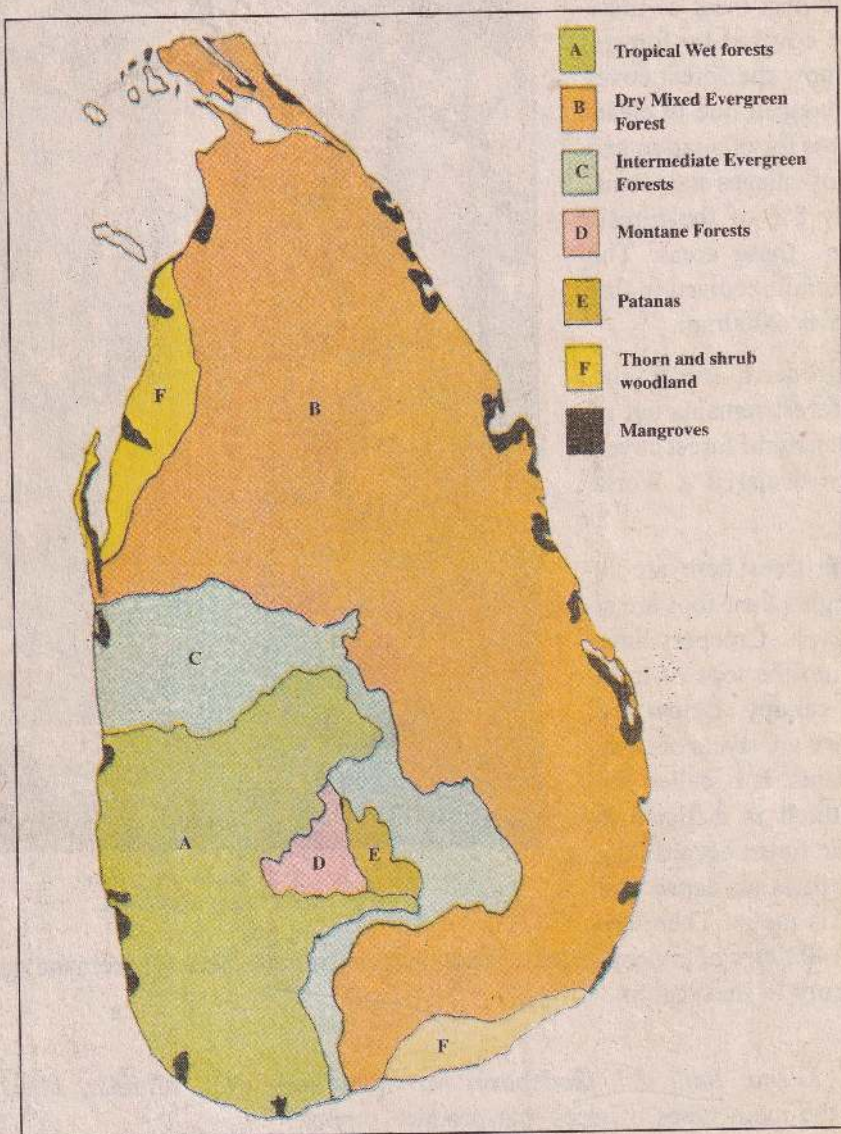 A Tropical Wet forests
B Dry Mixed Evergreen
Forest
C Intermediate Evergreen
Forests
D Montane Forests
E Patanas
F Thorn and shrub
woodland
Mangroves
F
B
C
A
D
E
F